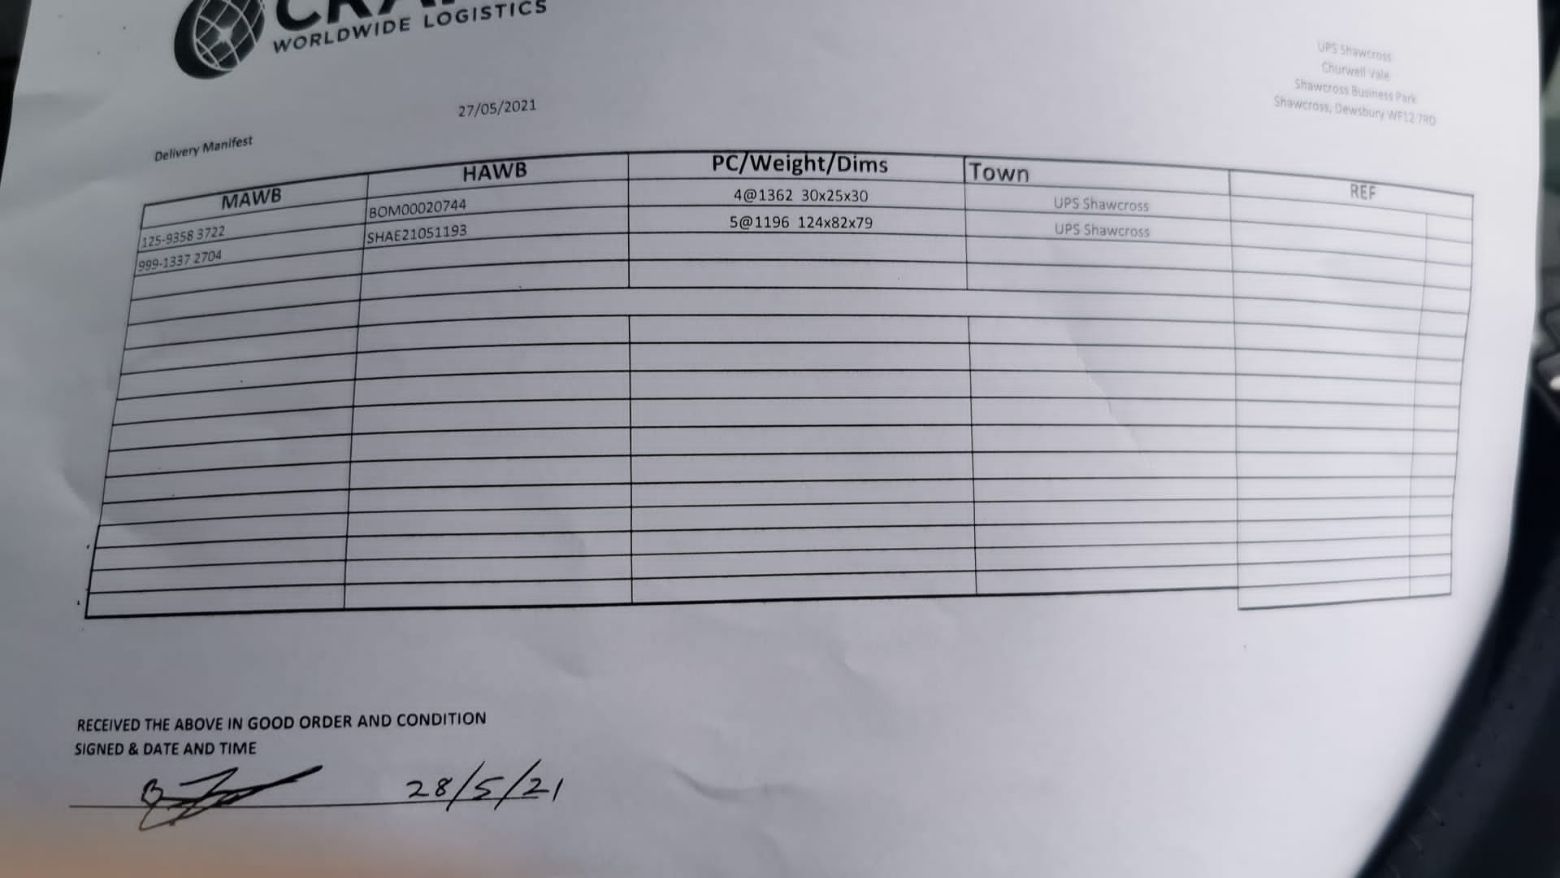 WORLDWIDE LOGISTICS
UPS Shawcross
Churwell Vale
Shawcross Business Park
Shawcross, Dewsbury WF12 7RD
27/05/2021
Delivery Manifest
MAWB HAWB PC/Weight/Dims Town REF
125-9358 3722 BOM00020744 4@1362 30x25x30 UPS Shawcross
999-1337 2704 SHAE21051193 5@1196 124x82x79 UPS Shawcross
RECEIVED THE ABOVE IN GOOD ORDER AND CONDITION
SIGNED & DATE AND TIME
28/5/21